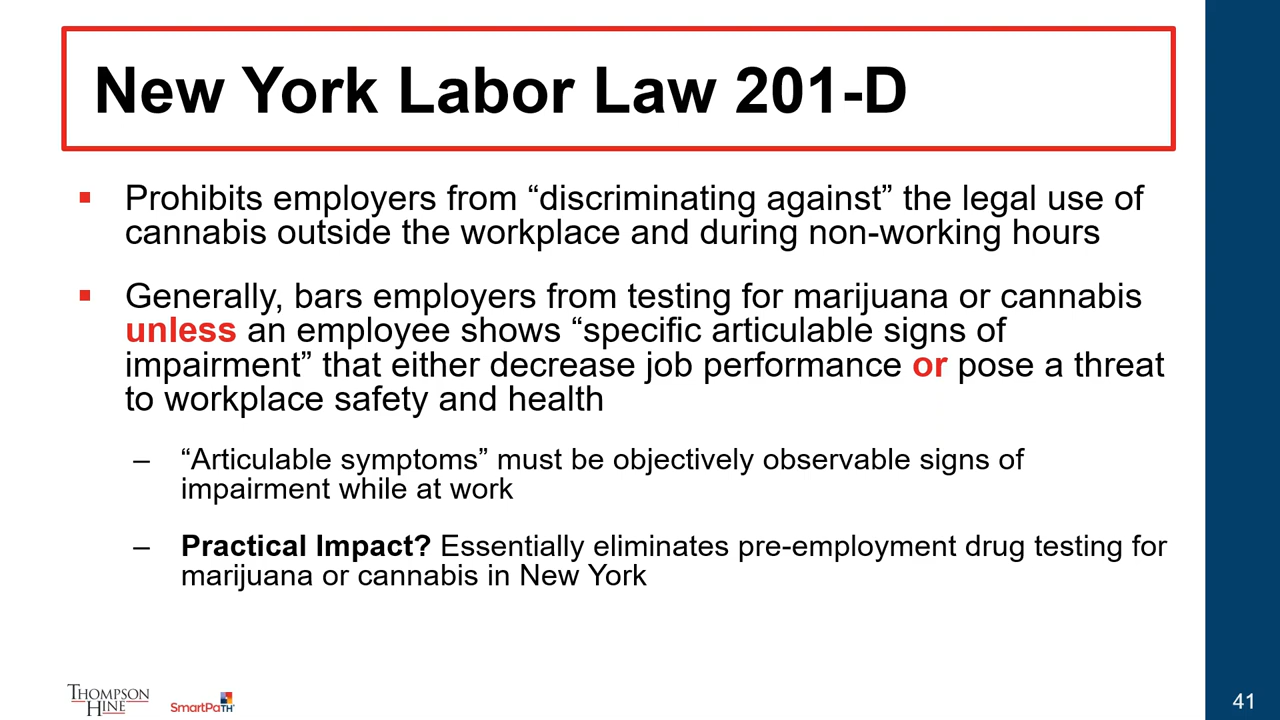 New York Labor Law 201-D
▪ Prohibits employers from “discriminating against” the legal use of
cannabis outside the workplace and during non-working hours
▪ Generally, bars employers from testing for marijuana or cannabis
unless an employee shows “specific articulable signs of
impairment” that either decrease job performance or pose a threat
to workplace safety and health
– “Articulable symptoms” must be objectively observable signs of
impairment while at work
– Practical Impact? Essentially eliminates pre-employment drug testing for
marijuana or cannabis in New York
THOMPSON
HINE
SmartPaTH
41